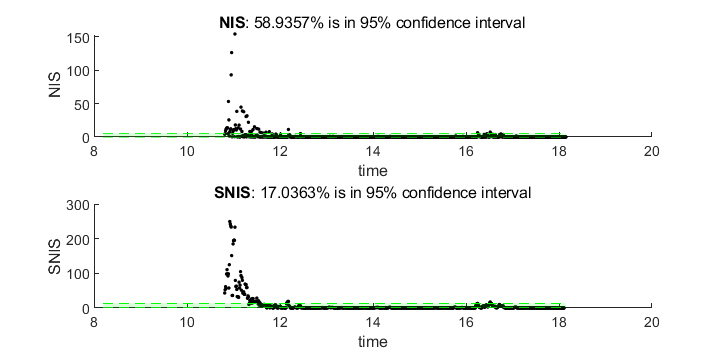 NIS: 58.9357% is in 95% confidence interval
150
100
50
0
NIS
8 10 12 14 16 18 20
time
SNIS: 17.0363% is in 95% confidence interval
300
200
100
0
SNIS
8 10 12 14 16 18 20
time